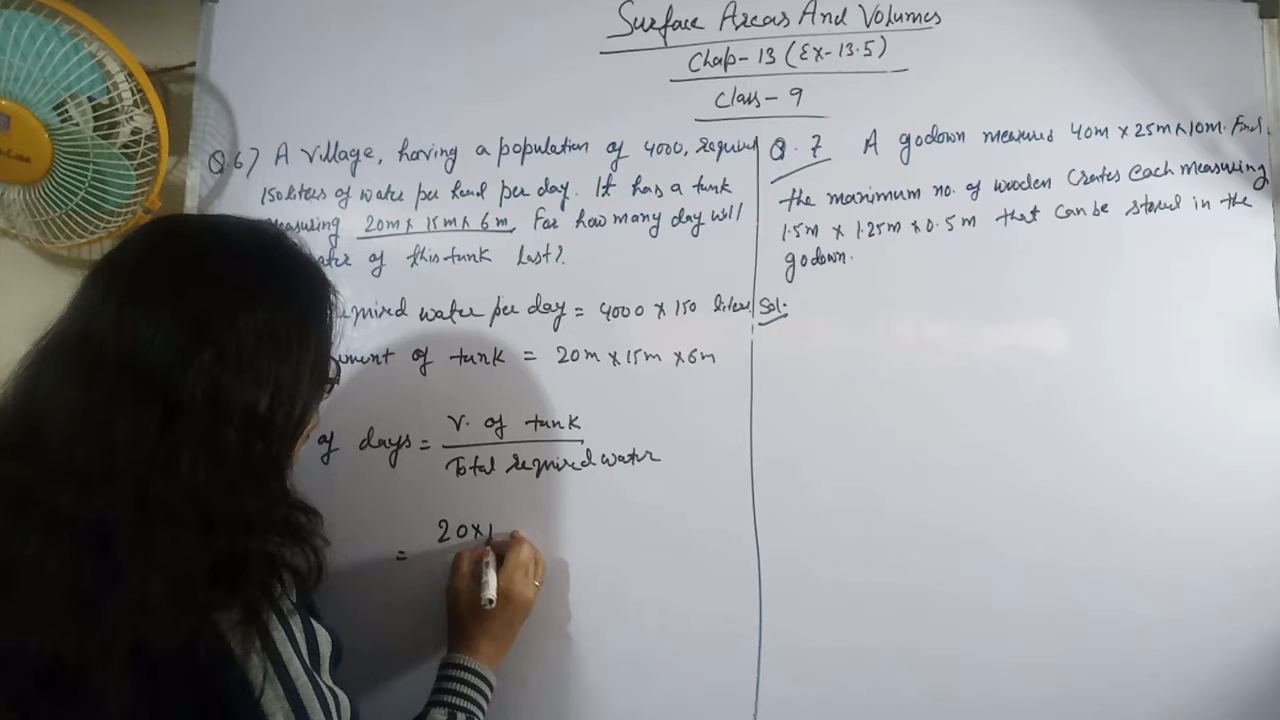 Surface Areas And Volumes
Chap-13 (Ex-13.5)
Class-9
Q.6) A Village, having a population of 4000, required
150 liters of water per head per day. It has a tank
measuring 20m x 15m x 6m. For how many day will
of this tank last?
required water per day = 4000 x 150 liters
of tank = 20m x 15m x 6m
of days = V. of tank
Total required water
= 20x1
Q.7 A godown measures 40m x 25m x 10m. Find
the maximum no. of wooden crates each measuring
1.5m x 1.25m x 0.5m that can be stored in the
godown.
Sol.